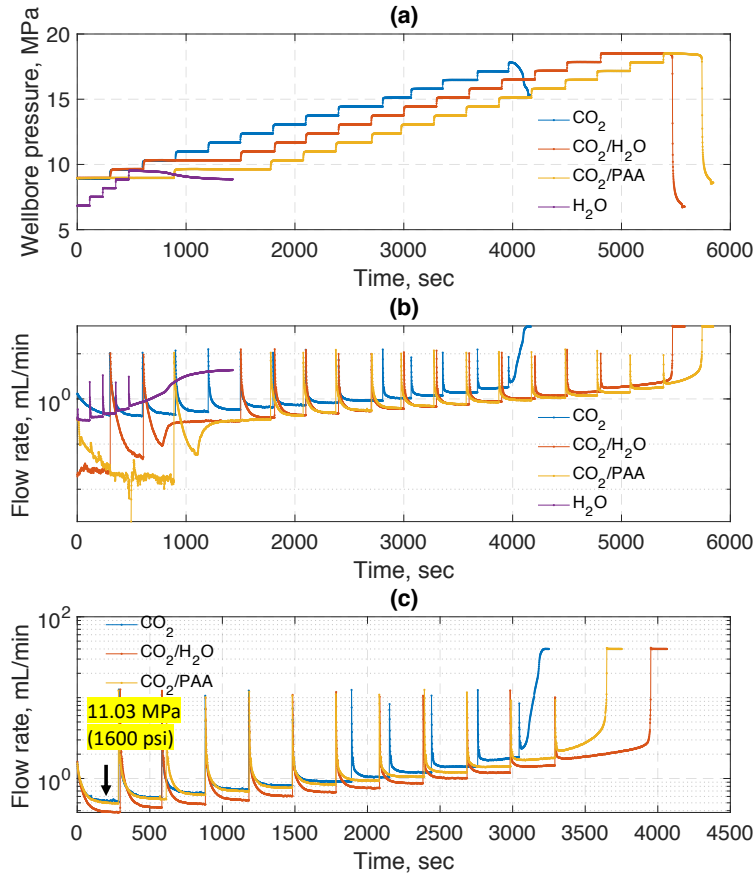 (a)
Wellbore pressure, MPa
20
15
10
5
0 1000 2000 3000 4000 5000 6000
Time, sec
CO2
CO2/H2O
CO2/PAA
H2O
(b)
Flow rate, mL/min
10^0
0 1000 2000 3000 4000 5000 6000
Time, sec
CO2
CO2/H2O
CO2/PAA
H2O
(c)
Flow rate, mL/min
10^2
10^0
CO2
CO2/H2O
CO2/PAA
11.03 MPa
(1600 psi)
0 500 1000 1500 2000 2500 3000 3500 4000 4500
Time, sec